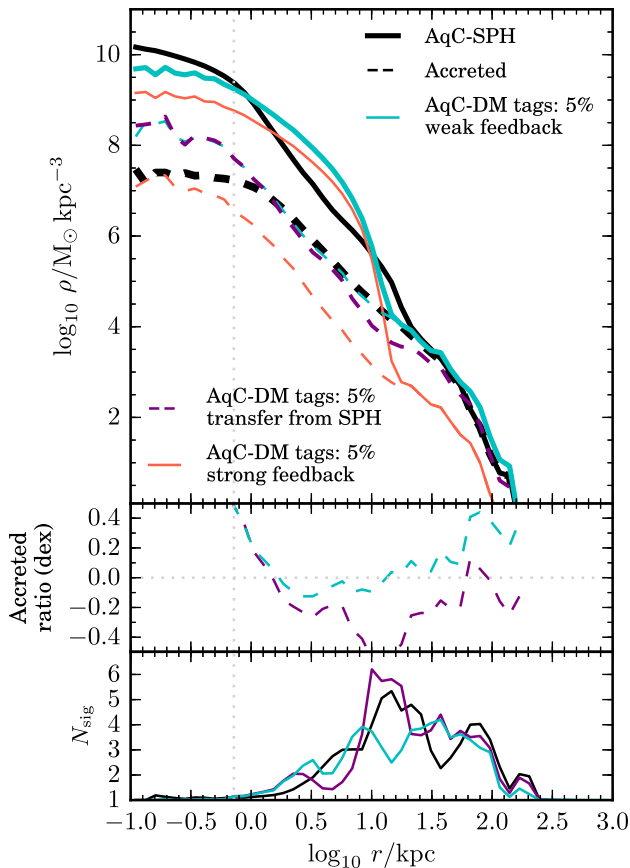 10
8
6
4
2
log₁₀ ρ/M⊙ kpc⁻³
AqC-SPH
Accreted
AqC-DM tags: 5%
weak feedback
AqC-DM tags: 5%
transfer from SPH
AqC-DM tags: 5%
strong feedback
0.4
0.2
0.0
−0.2
−0.4
Accreted
ratio (dex)
6
5
4
3
2
1
N_sig
−1.0 −0.5 0.0 0.5 1.0 1.5 2.0 2.5 3.0
log₁₀ r/kpc